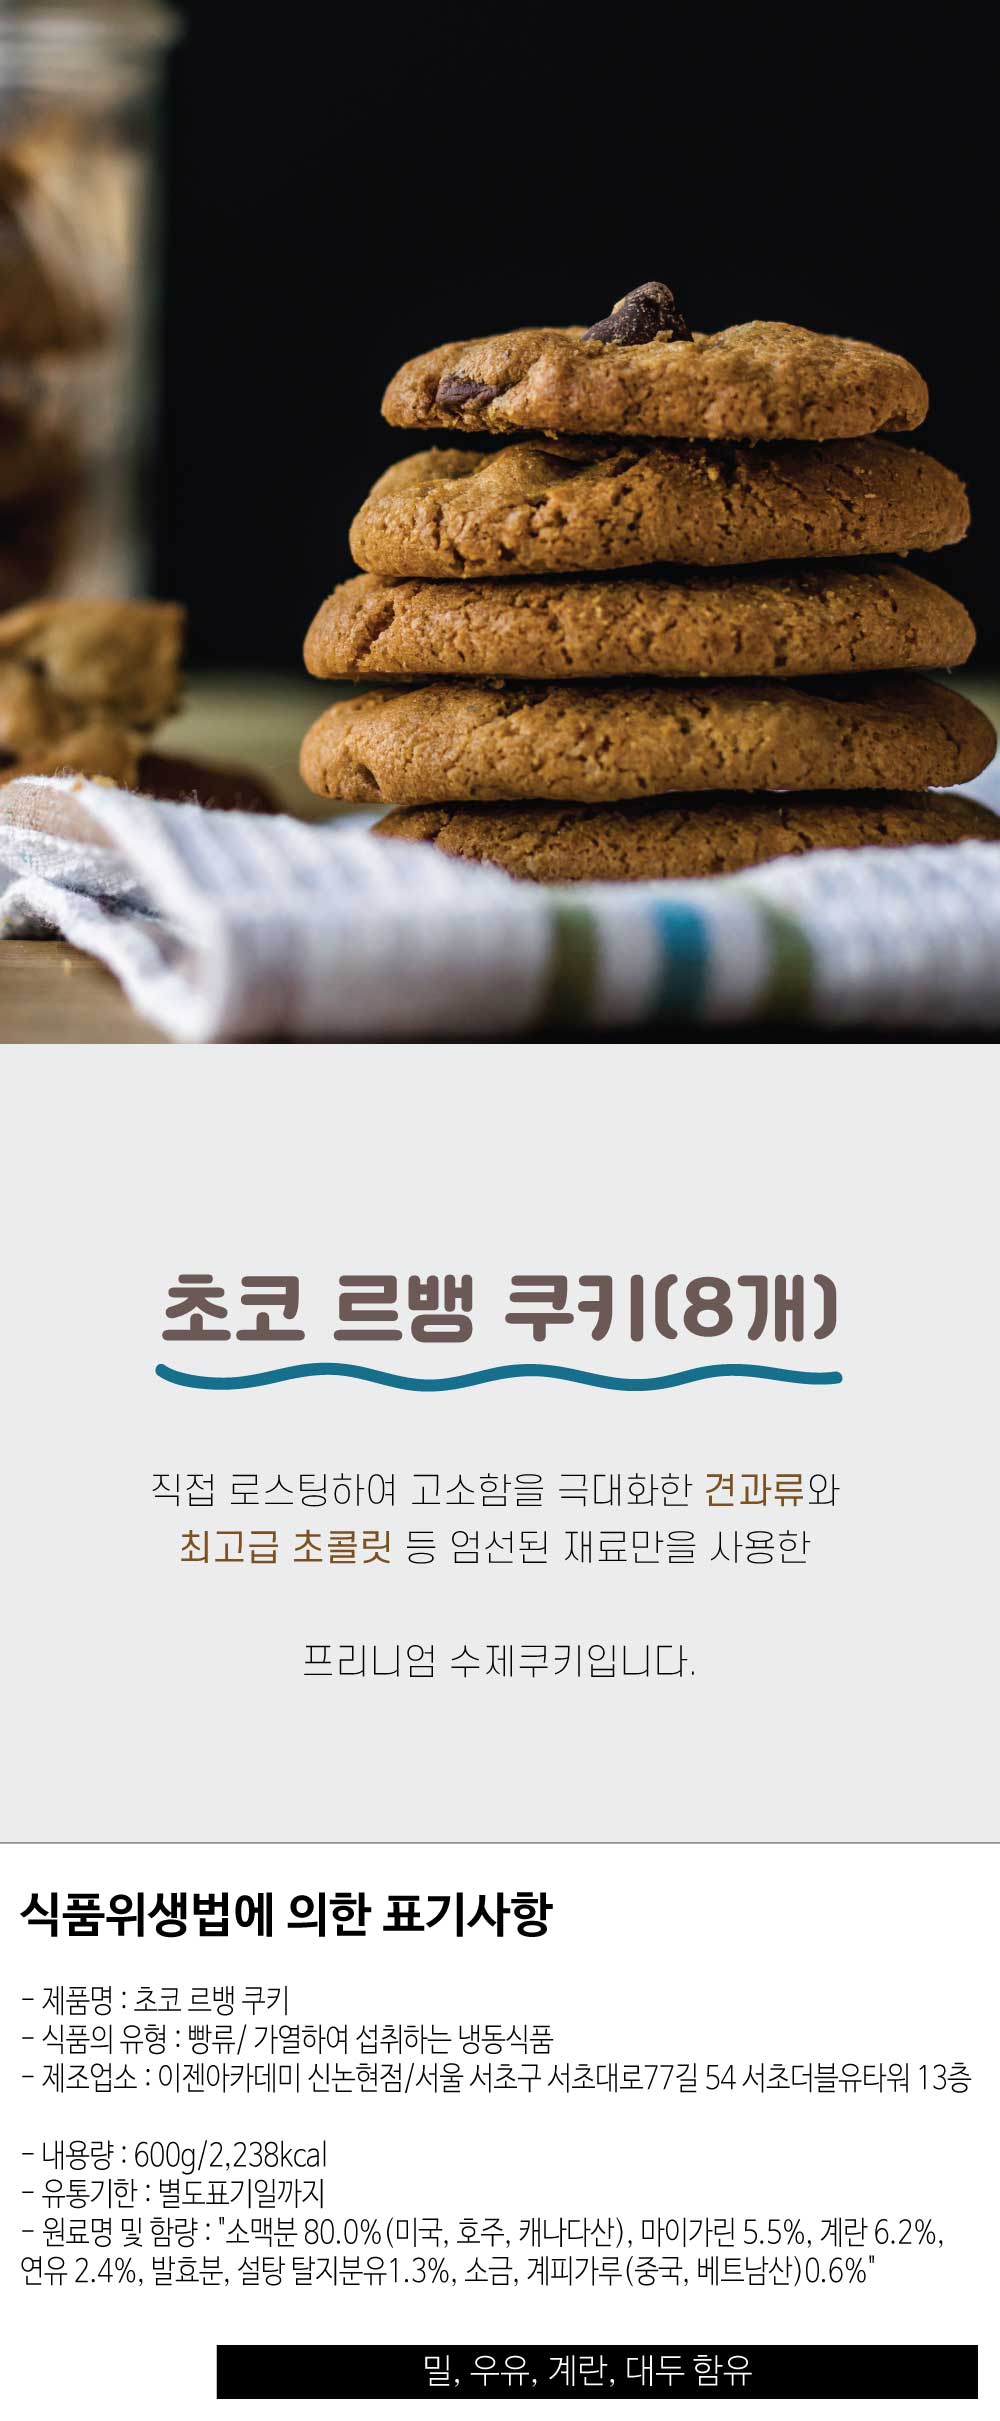 초코 르뱅 쿠키(8개)
직접 로스팅하여 고소함을 극대화한 견과류와
최고급 초콜릿 등 엄선된 재료만을 사용한
프리니엄 수제쿠키입니다.
식품위생법에 의한 표기사항
- 제품명 : 초코 르뱅 쿠키
- 식품의 유형 : 빵류/ 가열하여 섭취하는 냉동식품
- 제조업소 : 이젠아카데미 신논현점/서울 서초구 서초대로77길 54 서초더블유타워 13층
- 내용량 : 600g/2,238kcal
- 유통기한 : 별도표기일까지
- 원료명 및 함량 : "소맥분 80.0%(미국, 호주, 캐나다산), 마이가린 5.5%, 계란 6.2%,
연유 2.4%, 발효분, 설탕 탈지분유1.3%, 소금, 계피가루(중국, 베트남산)0.6%"
밀, 우유, 계란, 대두 함유